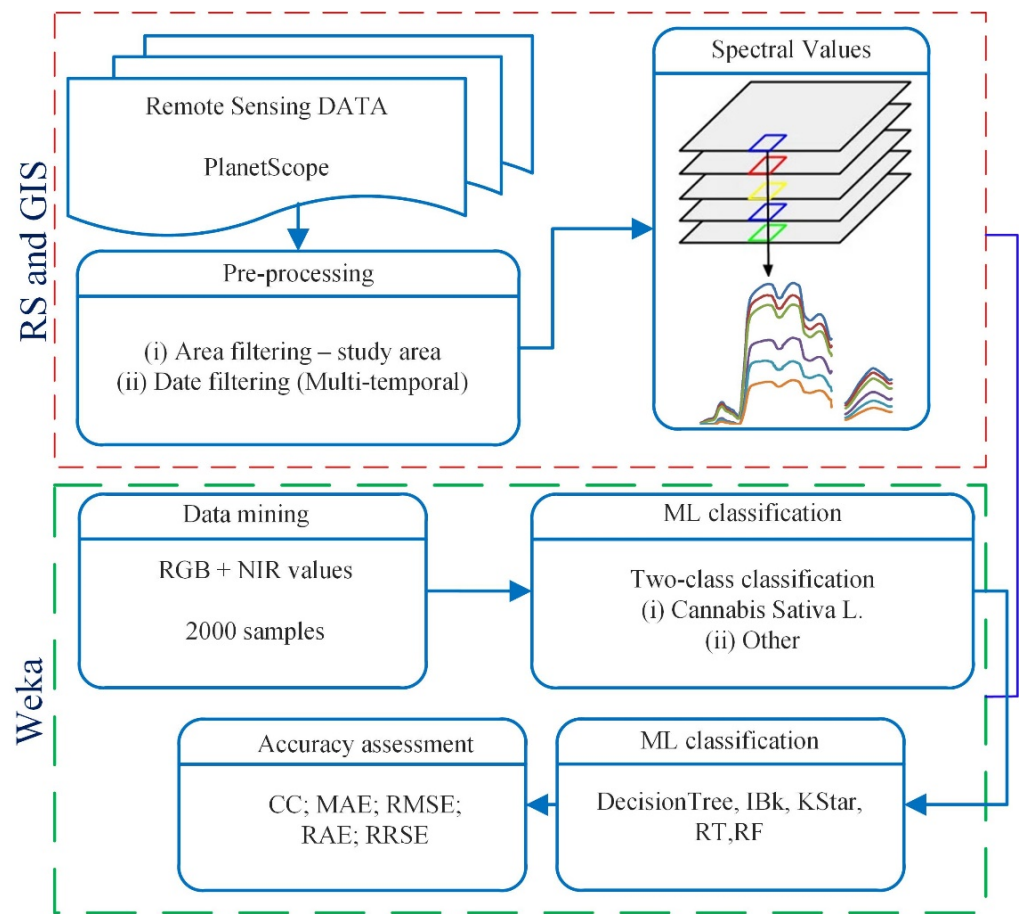 RS and GIS
Remote Sensing DATA
PlanetScope
Pre-processing
(i) Area filtering – study area
(ii) Date filtering (Multi-temporal)
Spectral Values
Weka
Data mining
RGB + NIR values
2000 samples
ML classification
Two-class classification
(i) Cannabis Sativa L.
(ii) Other
Accuracy assessment
CC; MAE; RMSE;
RAE; RRSE
ML classification
DecisionTree, IBk, KStar,
RT,RF